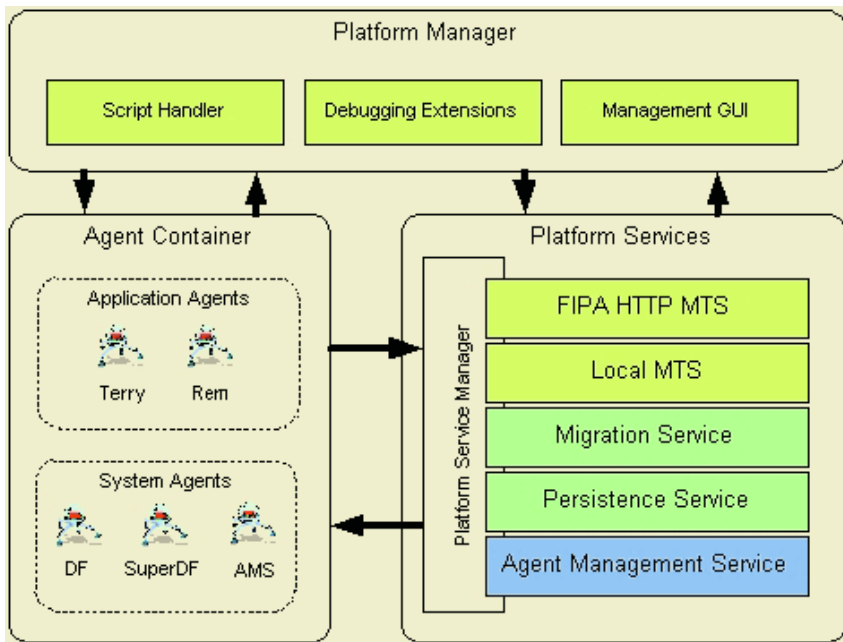 Platform Manager
Script Handler
Debugging Extensions
Management GUI
Agent Container
Application Agents
Terry
Rem
System Agents
DF
SuperDF
AMS
Platform Services
Platform Service Manager
FIPA HTTP MTS
Local MTS
Migration Service
Persistence Service
Agent Management Service